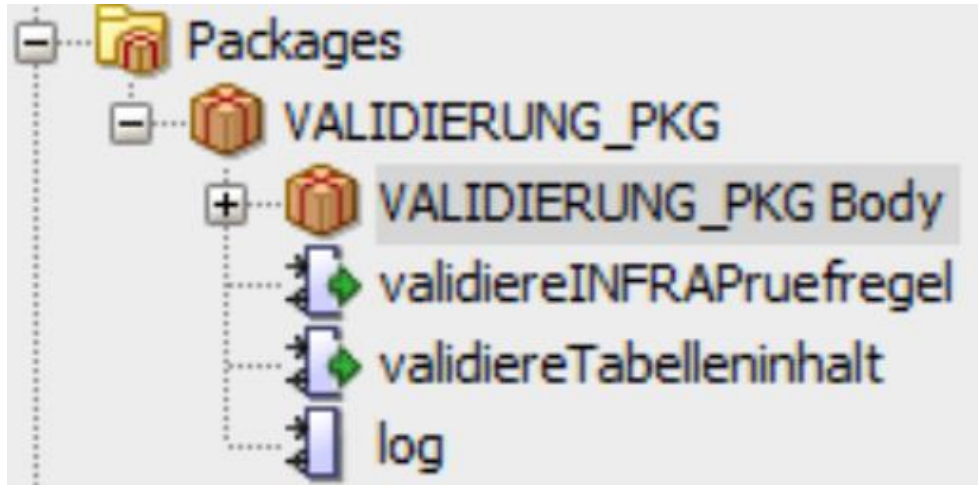 Packages
VALIDIERUNG_PKG
VALIDIERUNG_PKG Body
validiereINFRAPruefregel
validiereTabelleninhalt
log